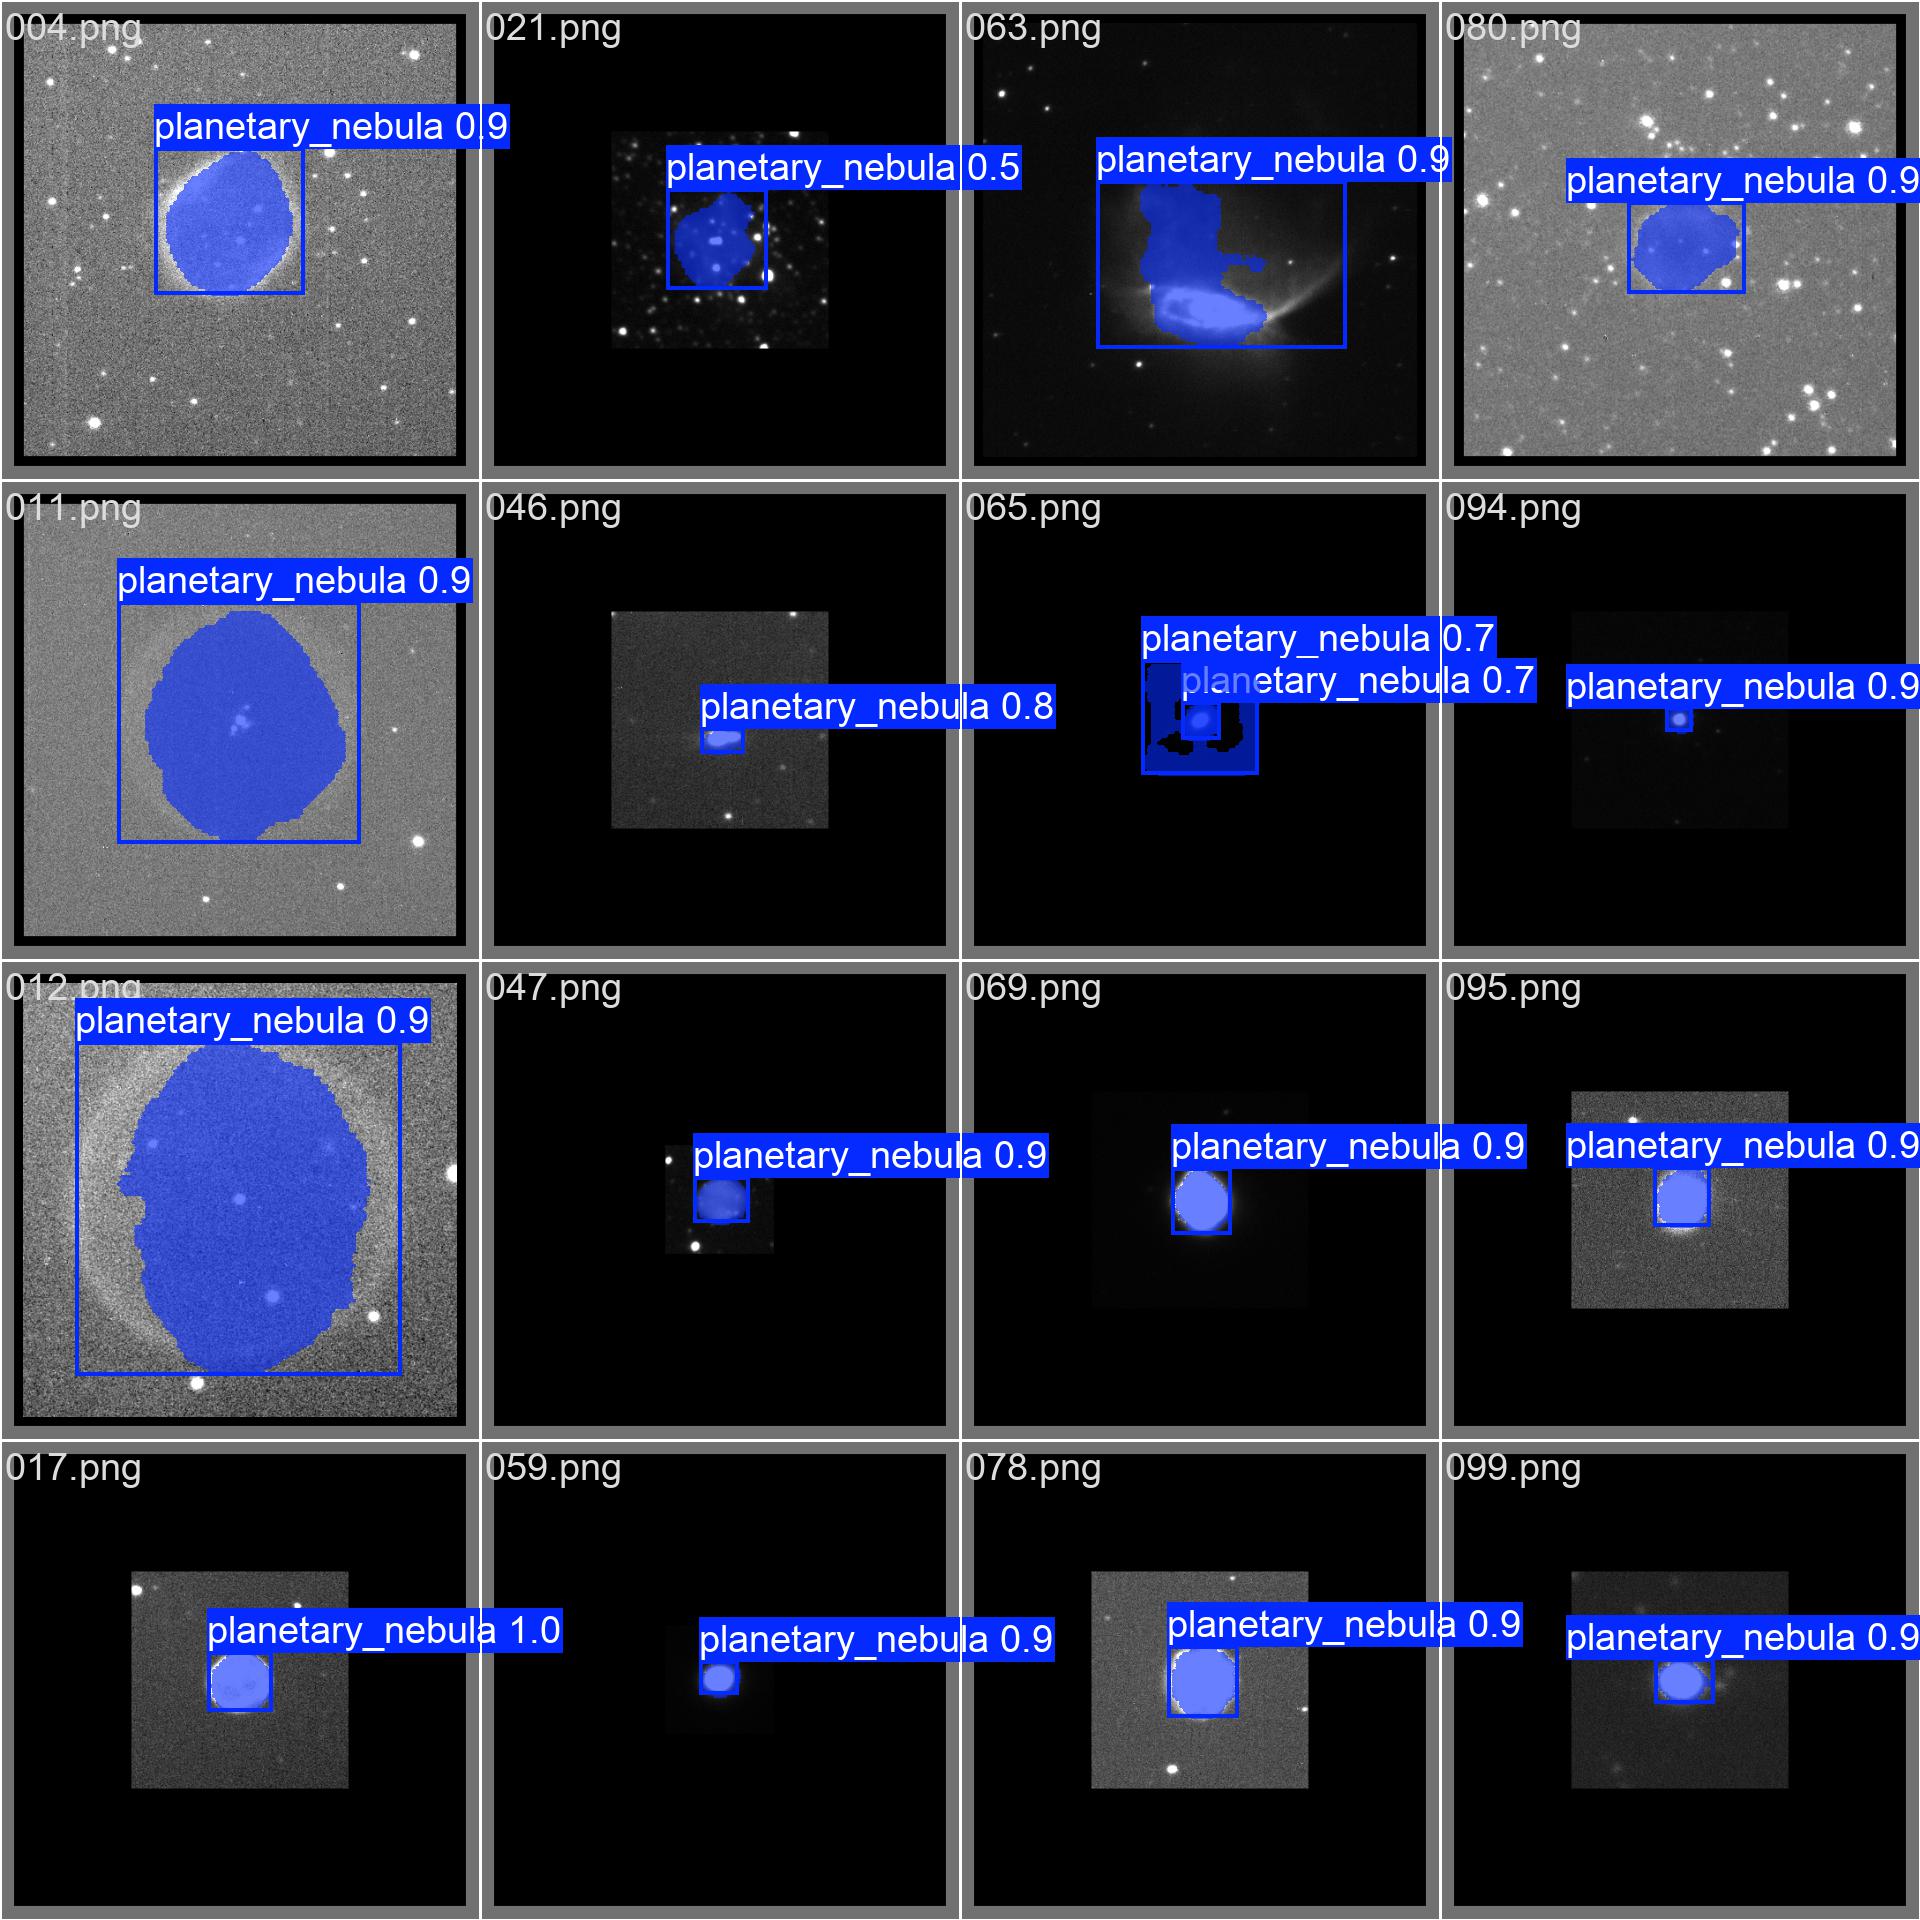 004.png
planetary_nebula 0.9
021.png
planetary_nebula 0.5
063.png
planetary_nebula 0.9
080.png
planetary_nebula 0.9
011.png
planetary_nebula 0.9
046.png
planetary_nebula 0.8
065.png
planetary_nebula 0.7
planetary_nebula 0.7
094.png
planetary_nebula 0.9
012.png
planetary_nebula 0.9
047.png
planetary_nebula 0.9
069.png
planetary_nebula 0.9
095.png
planetary_nebula 0.9
017.png
planetary_nebula 1.0
059.png
planetary_nebula 0.9
078.png
planetary_nebula 0.9
099.png
planetary_nebula 0.9